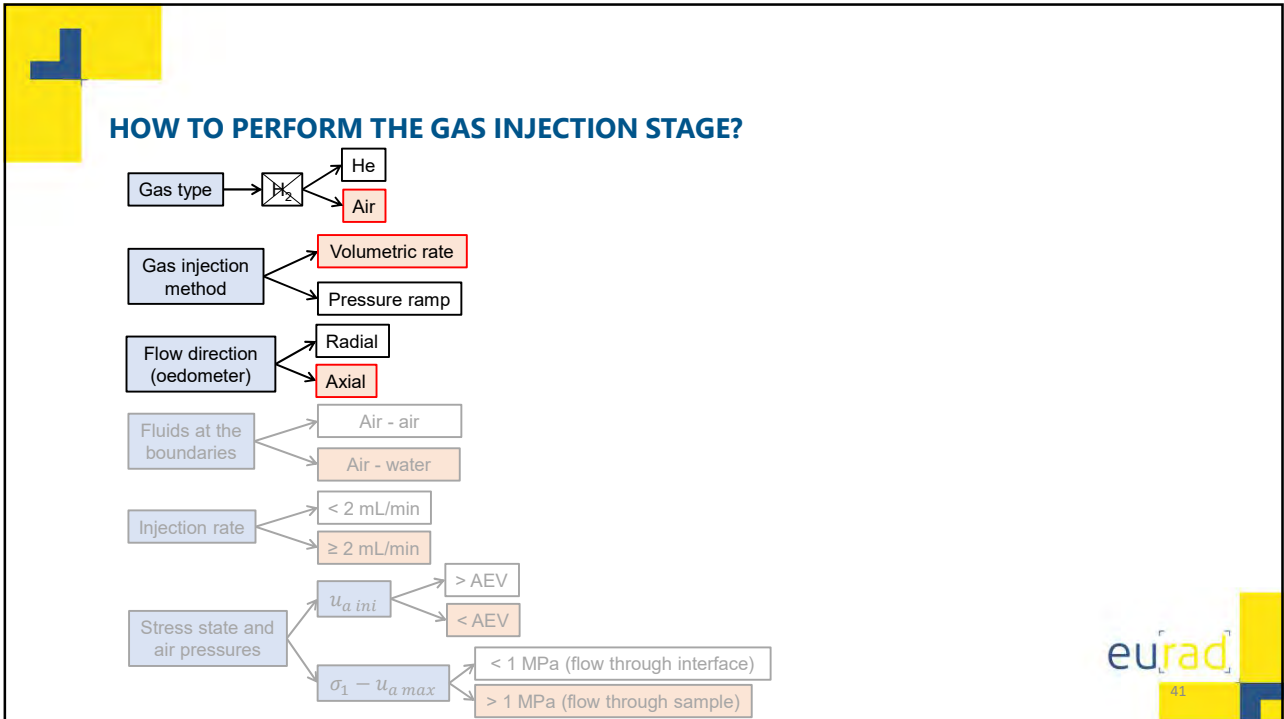 HOW TO PERFORM THE GAS INJECTION STAGE?
Gas type
H₂
He
Air
Gas injection
method
Volumetric rate
Pressure ramp
Flow direction
(oedometer)
Radial
Axial
Fluids at the
boundaries
Air - air
Air - water
Injection rate
< 2 mL/min
≥ 2 mL/min
Stress state and
air pressures
u_{a ini}
> AEV
< AEV
σ₁ − u_{a max}
< 1 MPa (flow through interface)
> 1 MPa (flow through sample)
eurad
41